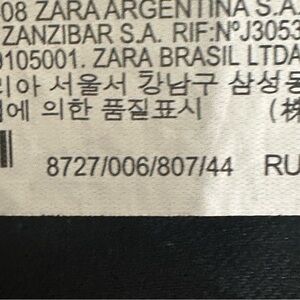 08 ZARA ARGENTINA S.A.
ZANZIBAR S.A. RIF:NºJ3053
0105001. ZARA BRASIL LTDA
리아 서울서 강남구 삼성동
에 의한 품질표시 (株
8727/006/807/44 RU